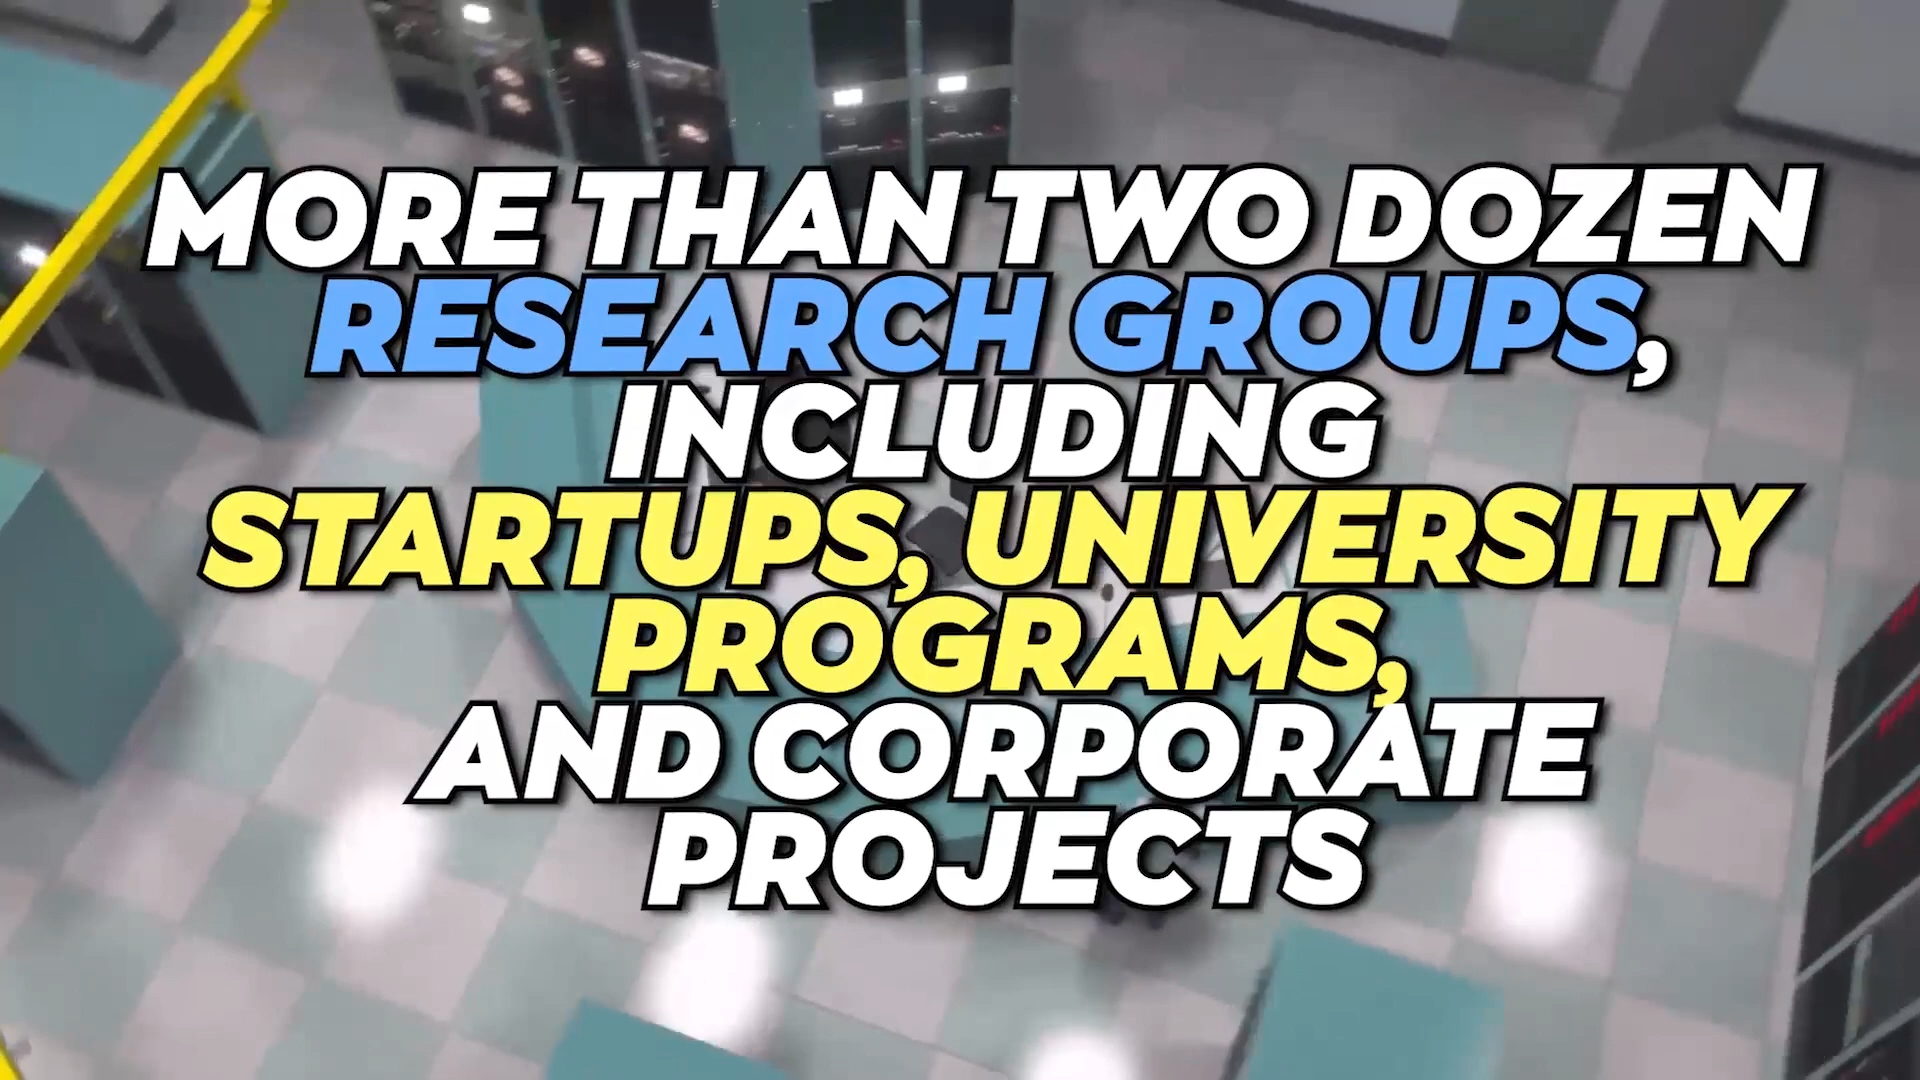 MORE THAN TWO DOZEN
RESEARCH GROUPS,
INCLUDING
STARTUPS, UNIVERSITY
PROGRAMS,
AND CORPORATE
PROJECTS